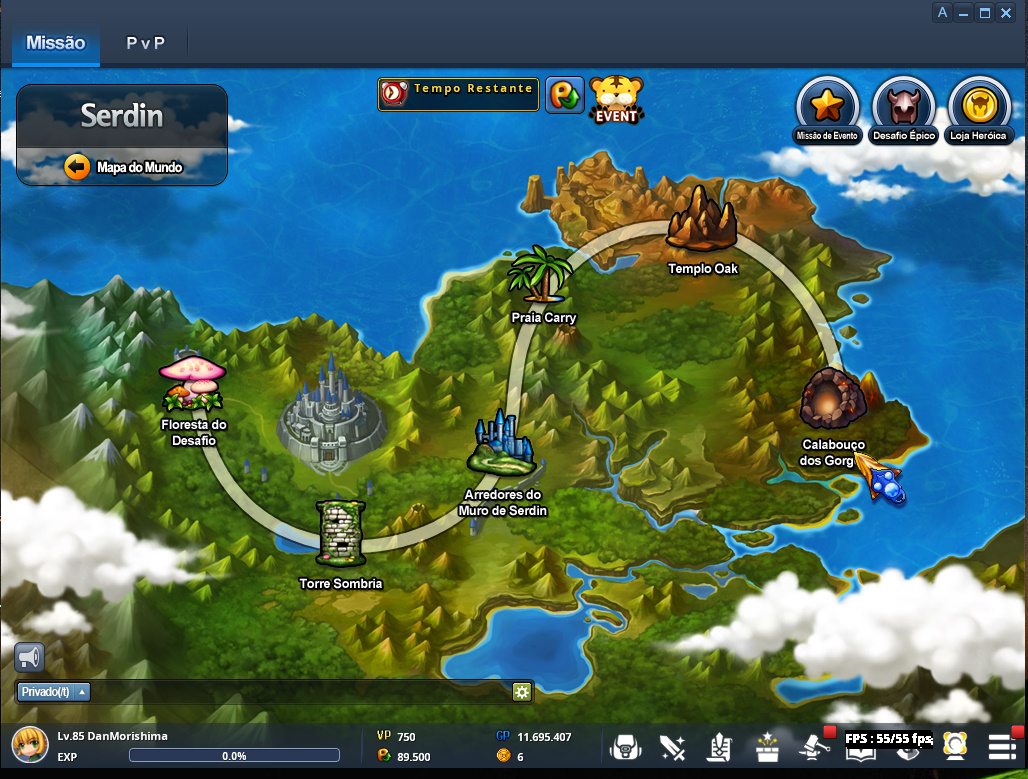 A
Missão
P v P
Serdin
Mapa do Mundo
Tempo Restante
EVENT
Missão de Evento
Desafio Épico
Loja Heróica
Templo Oak
Praia Carry
Floresta do
Desafio
Calabouço
dos Gorg
Arredores do
Muro de Serdin
Torre Sombria
Privado(/t)
Lv.85 DanMorishima
EXP
0.0%
VP 750
89.500
GP 11.695.407
6
FPS : 55/55 fps